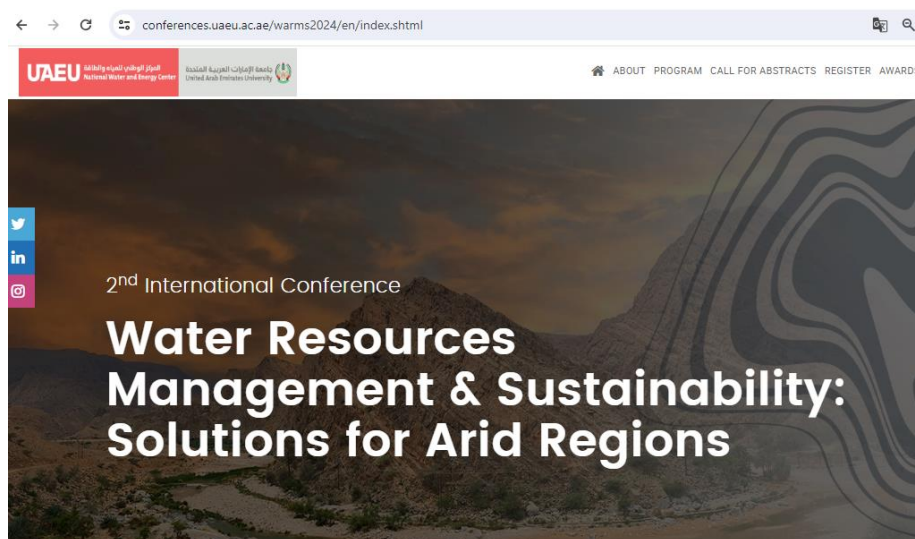 conferences.uaeu.ac.ae/warms2024/en/index.shtml
UAEU المركز الوطني للمياه والطاقة
National Water and Energy Center
جامعة الإمارات العربية المتحدة
United Arab Emirates University
ABOUT PROGRAM CALL FOR ABSTRACTS REGISTER AWARDS
in
2nd International Conference
Water Resources
Management & Sustainability:
Solutions for Arid Regions